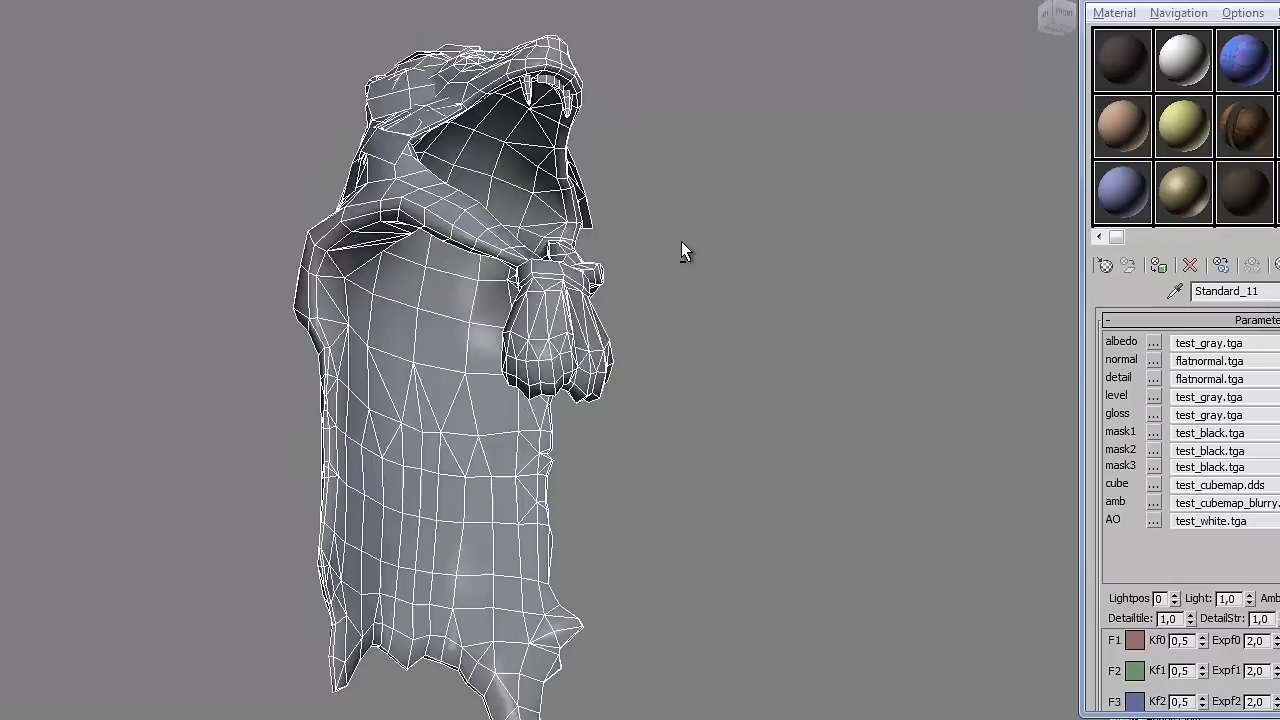 Material Navigation Options
Standard_11
- Paramete
albedo ... test_gray.tga
normal ... flatnormal.tga
detail ... flatnormal.tga
level ... test_gray.tga
gloss ... test_gray.tga
mask1 ... test_black.tga
mask2 ... test_black.tga
mask3 ... test_black.tga
cube ... test_cubemap.dds
amb ... test_cubemap_blurry.
AO ... test_white.tga
Lightpos 0 Light: 1,0 Amb
Detailtile: 1,0 DetailStr: 1,0
F1 Kf0 0,5 Expf0 2,0
F2 Kf1 0,5 Expf1 2,0
F3 Kf2 0,5 Expf2 2,0